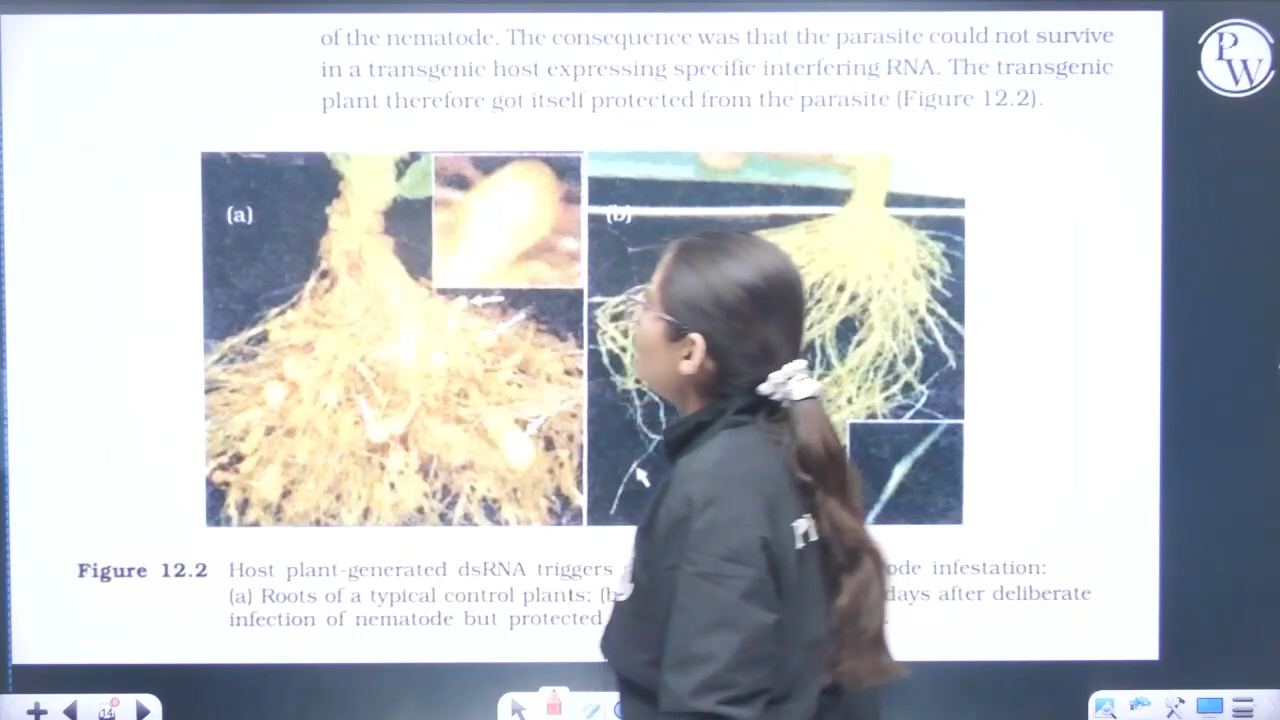 of the nematode. The consequence was that the parasite could not survive
in a transgenic host expressing specific interfering RNA. The transgenic
plant therefore got itself protected from the parasite (Figure 12.2).
PW
(a)
(b)
Figure 12.2 Host plant-generated dsRNA triggers ode infestation:
(a) Roots of a typical control plants; (b days after deliberate
infection of nematode but protected
14